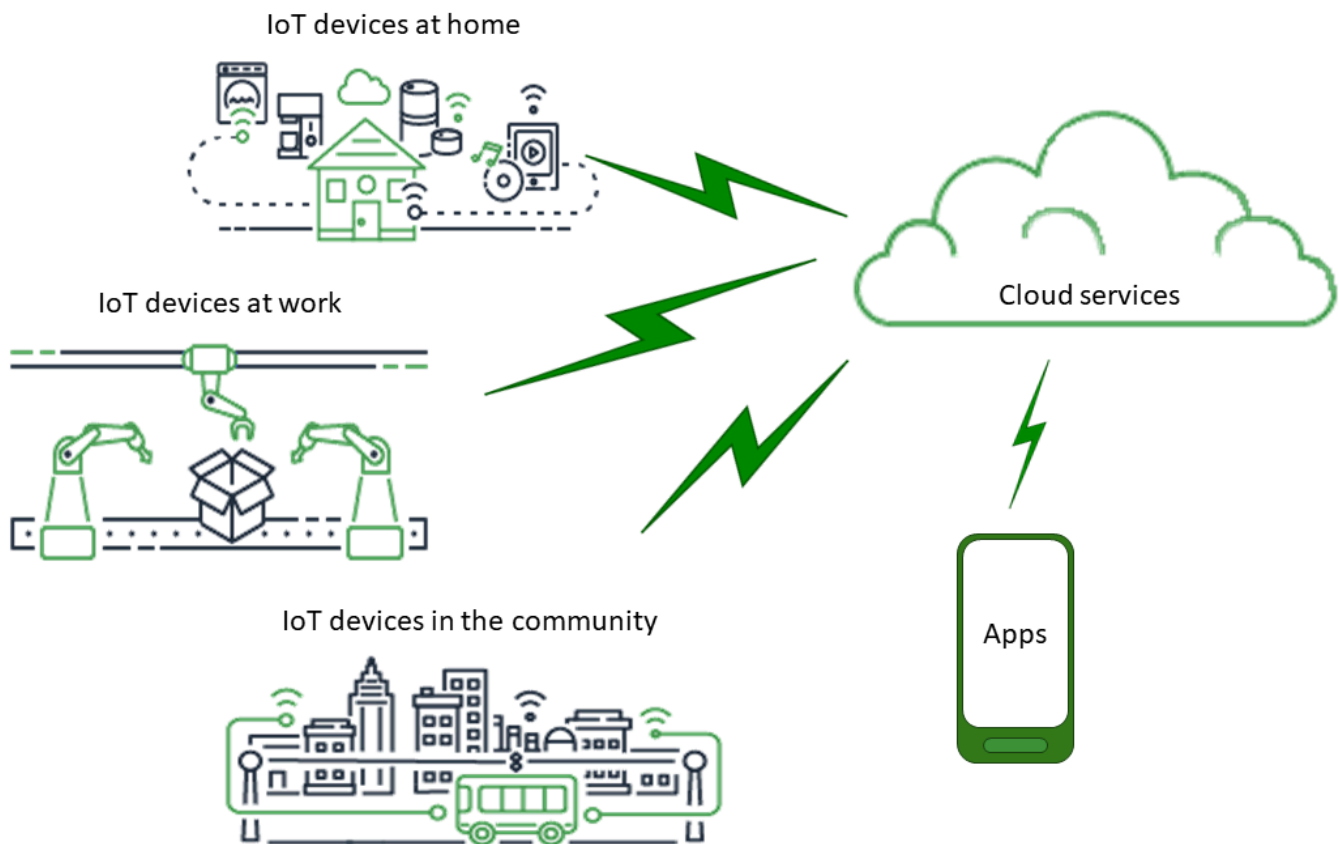 IoT devices at home
IoT devices at work
Cloud services
IoT devices in the community
Apps